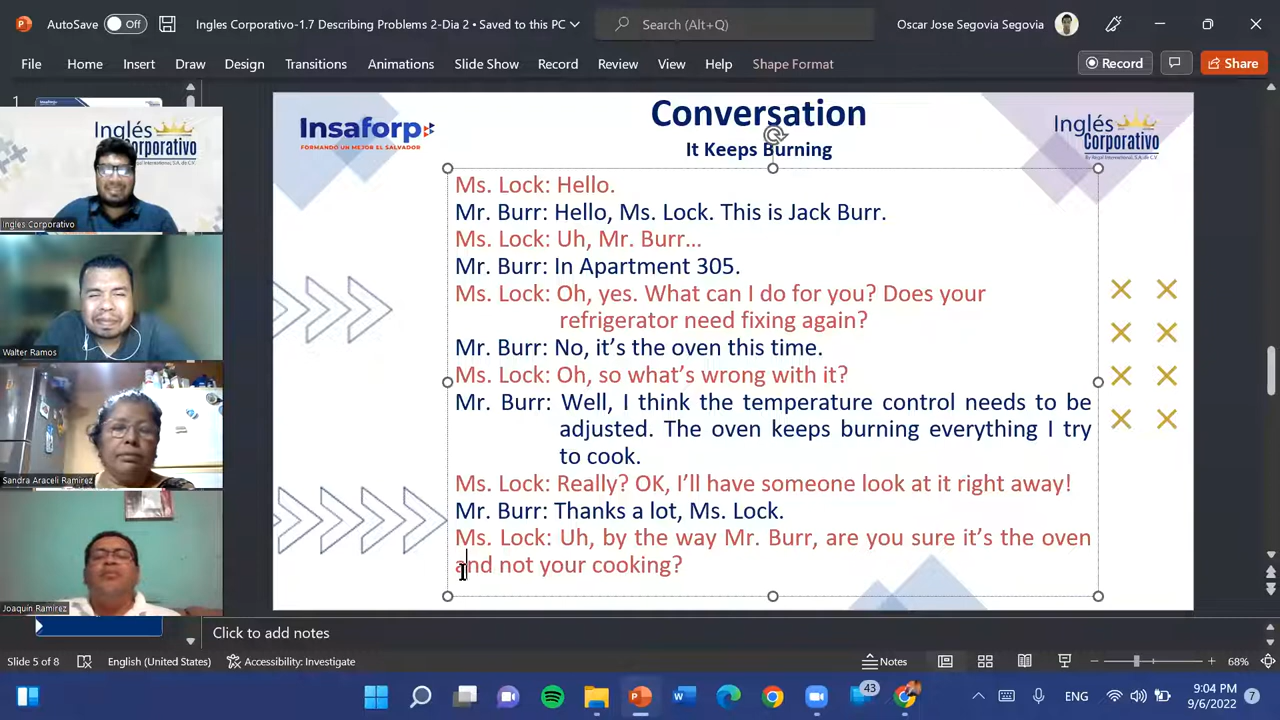 AutoSave Off
Ingles Corporativo-1.7 Describing Problems 2-Dia 2 • Saved to this PC
Search (Alt+Q)
Oscar Jose Segovia Segovia
File Home Insert Draw Design Transitions Animations Slide Show Record Review View Help Shape Format
Record
Share
1
Inglés
Corporativo
Ingles Corporativo
Walter Ramos
Sandra Araceli Ramirez
Joaquín Ramirez
Insaforp
FORMANDO UN MEJOR EL SALVADOR
Conversation
It Keeps Burning
Inglés
Corporativo
By Regal International, S.A. de C.V.
Ms. Lock: Hello.
Mr. Burr: Hello, Ms. Lock. This is Jack Burr.
Ms. Lock: Uh, Mr. Burr...
Mr. Burr: In Apartment 305.
Ms. Lock: Oh, yes. What can I do for you? Does your
refrigerator need fixing again?
Mr. Burr: No, it's the oven this time.
Ms. Lock: Oh, so what's wrong with it?
Mr. Burr: Well, I think the temperature control needs to be
adjusted. The oven keeps burning everything I try
to cook.
Ms. Lock: Really? OK, I'll have someone look at it right away!
Mr. Burr: Thanks a lot, Ms. Lock.
Ms. Lock: Uh, by the way Mr. Burr, are you sure it's the oven
and not your cooking?
Click to add notes
Slide 5 of 8
English (United States)
Accessibility: Investigate
Notes
68%
43
ENG
9:04 PM
9/6/2022
7